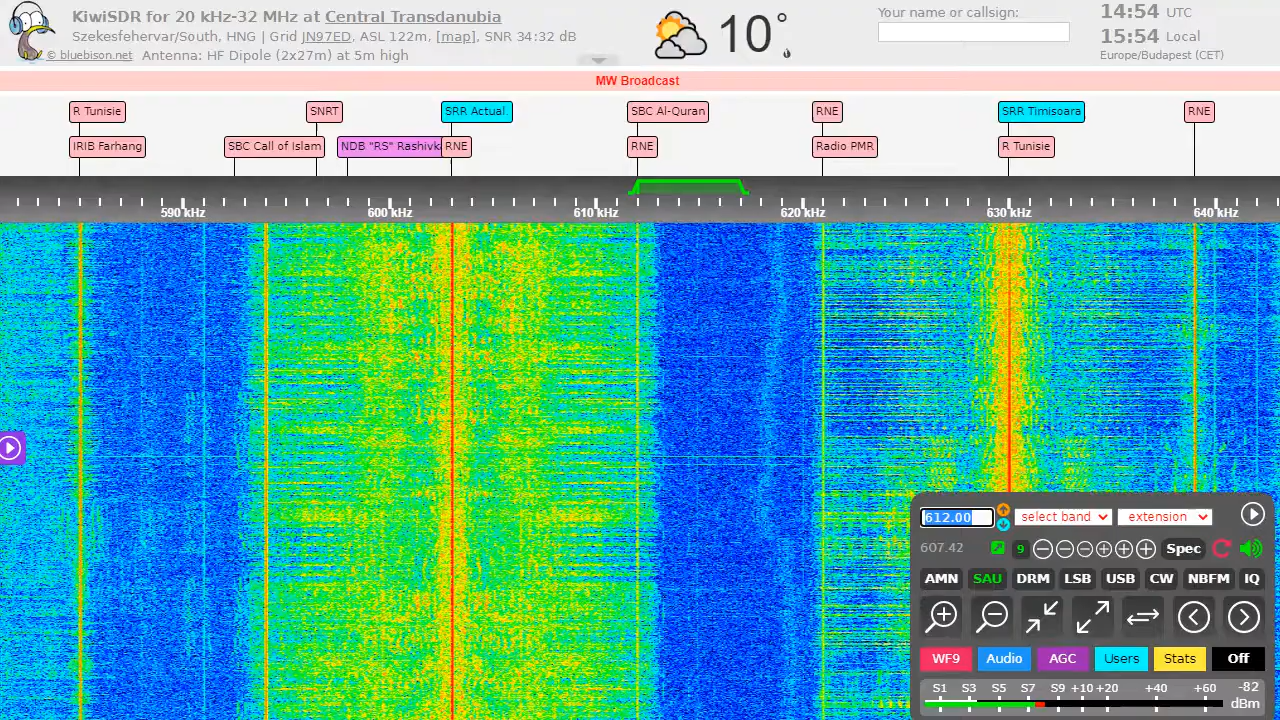 KiwiSDR for 20 kHz-32 MHz at Central Transdanubia
Szekesfehervar/South, HNG | Grid JN97ED, ASL 122m, [map], SNR 34:32 dB
© bluebison.net Antenna: HF Dipole (2x27m) at 5m high
10°
Your name or callsign:
14:54 UTC
15:54 Local
Europe/Budapest (CET)
MW Broadcast
R Tunisie SNRT SRR Actual. SBC Al-Quran RNE SRR Timisoara RNE
IRIB Farhang SBC Call of Islam NDB "RS" Rashivk RNE RNE Radio PMR R Tunisie
590 kHz 600 kHz 610 kHz 620 kHz 630 kHz 640 kHz
612.00 select band extension
607.42 9 Spec
AMN SAU DRM LSB USB CW NBFM IQ
WF9 Audio AGC Users Stats Off
S1 S3 S5 S7 S9 +10 +20 +40 +60 -82
dBm